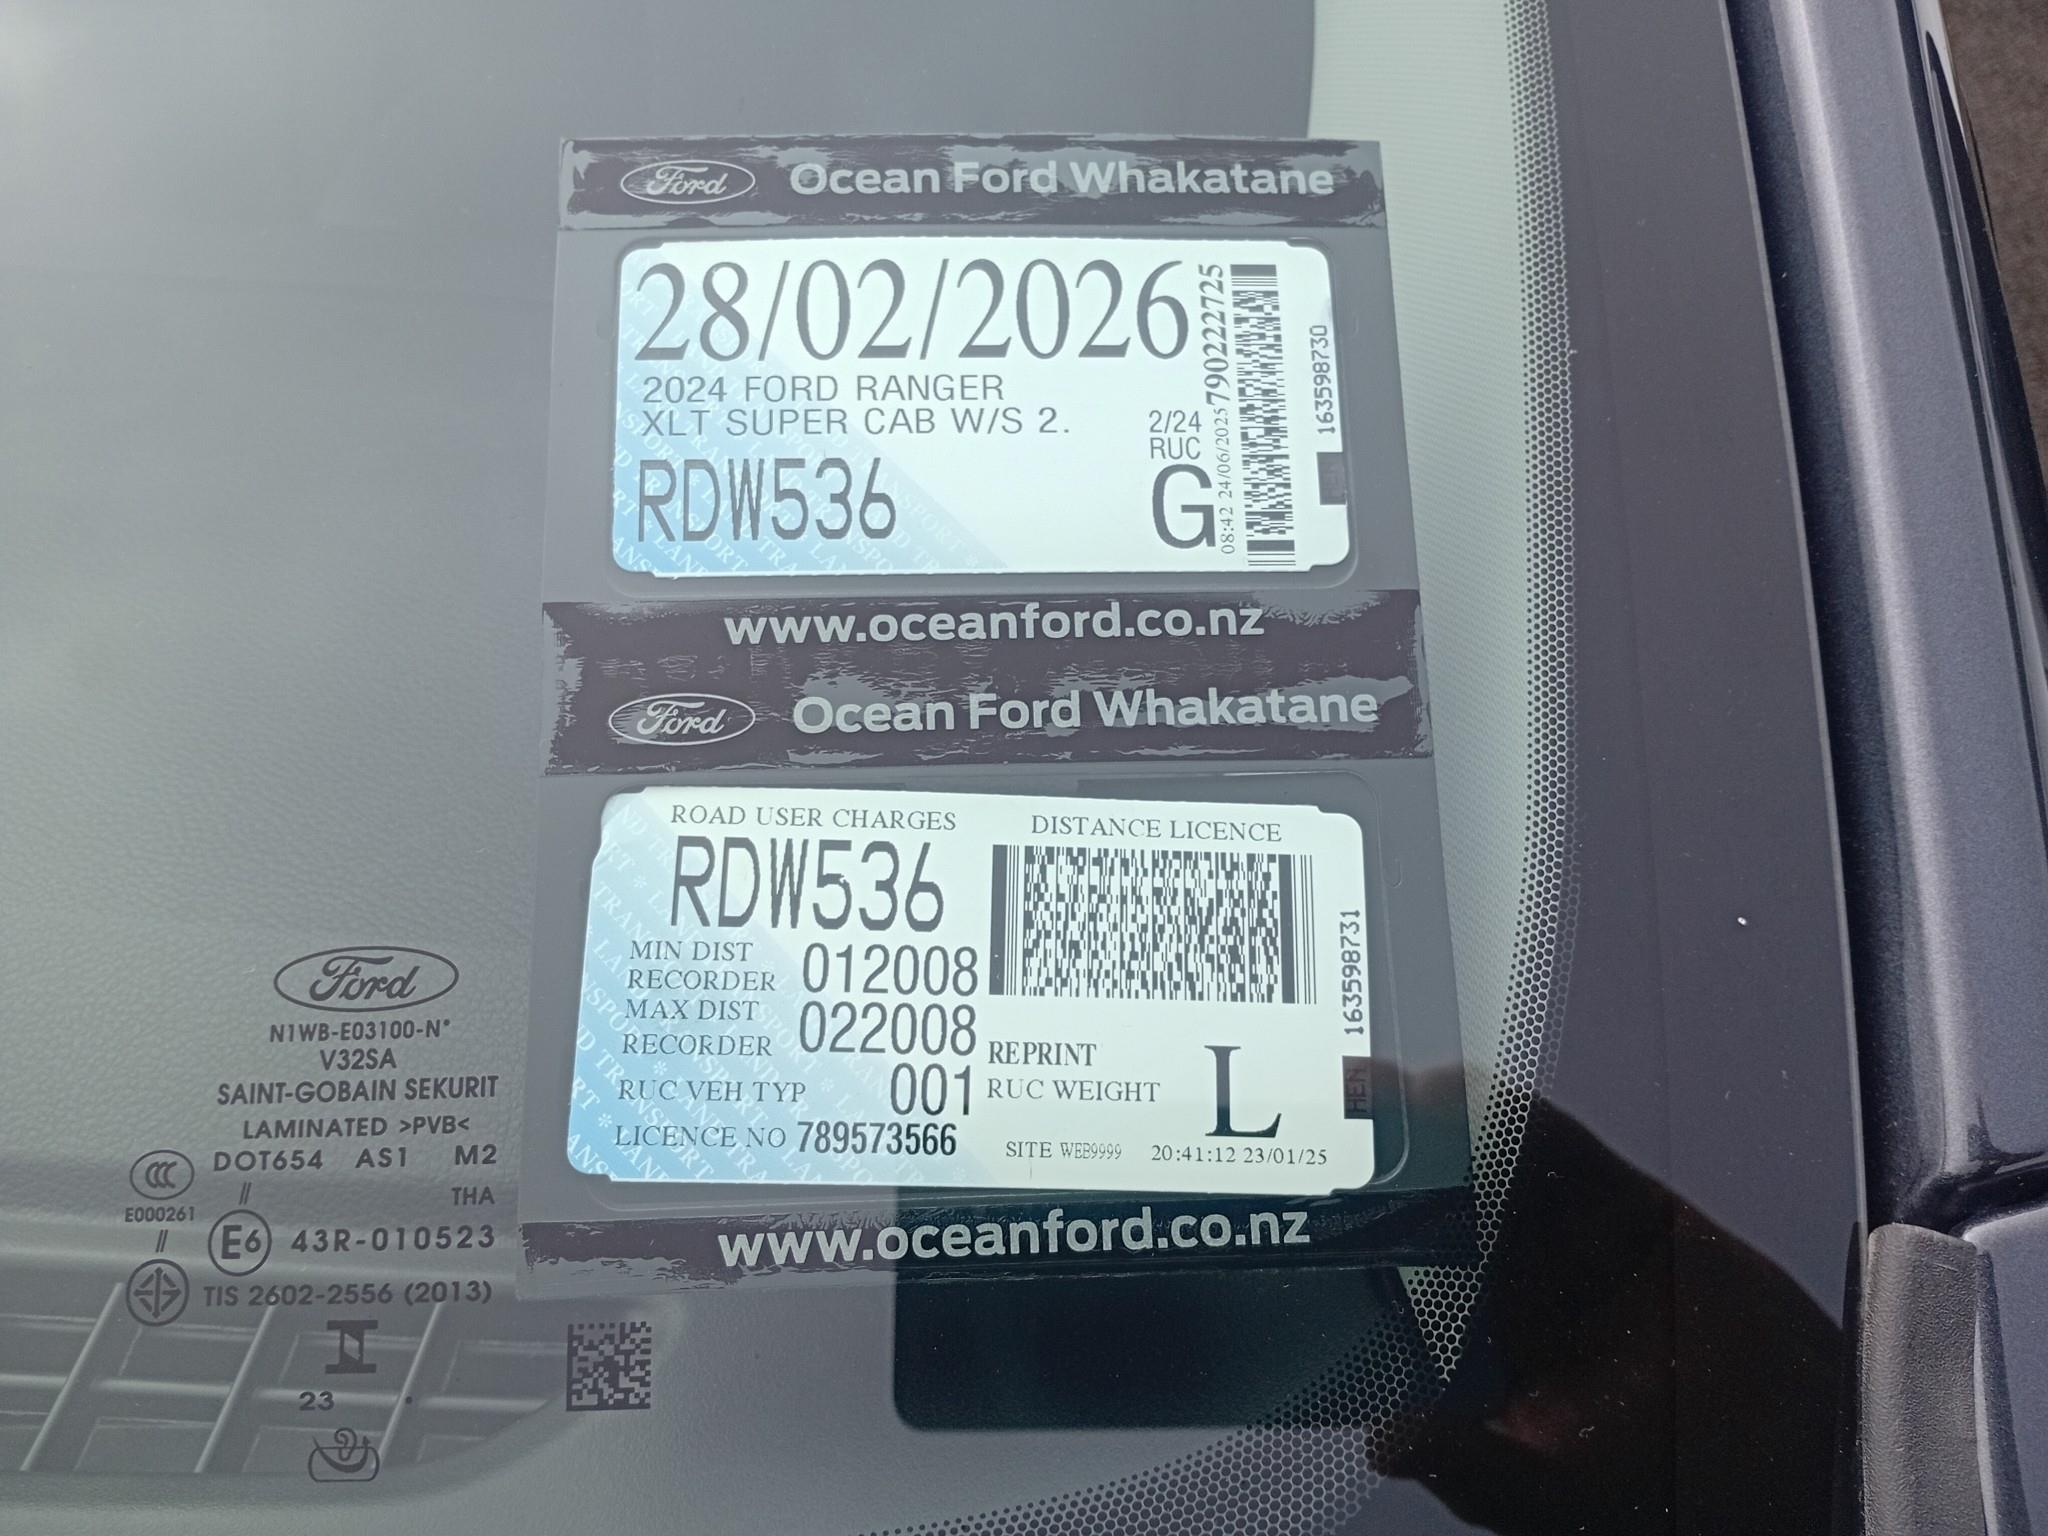 Ford Ocean Ford Whakatane
28/02/2026
2024 FORD RANGER
XLT SUPER CAB W/S 2.
2/24
RUC
RDW536
G
08:42 24/06/2025 790222725
163598730
www.oceanford.co.nz
Ford Ocean Ford Whakatane
ROAD USER CHARGES DISTANCE LICENCE
RDW536
MIN DIST
RECORDER 012008
MAX DIST
RECORDER 022008
REPRINT
RUC VEH TYP 001 RUC WEIGHT L
LICENCE NO 789573566
SITE WEB9999 20:41:12 23/01/25
163598731
HEN
www.oceanford.co.nz
Ford
N1WB-E03100-N*
V32SA
SAINT-GOBAIN SEKURIT
LAMINATED >PVB<
CCC DOT654 AS1 M2
// THA
E000261
// E6 43R-010523
TIS 2602-2556 (2013)
23 .